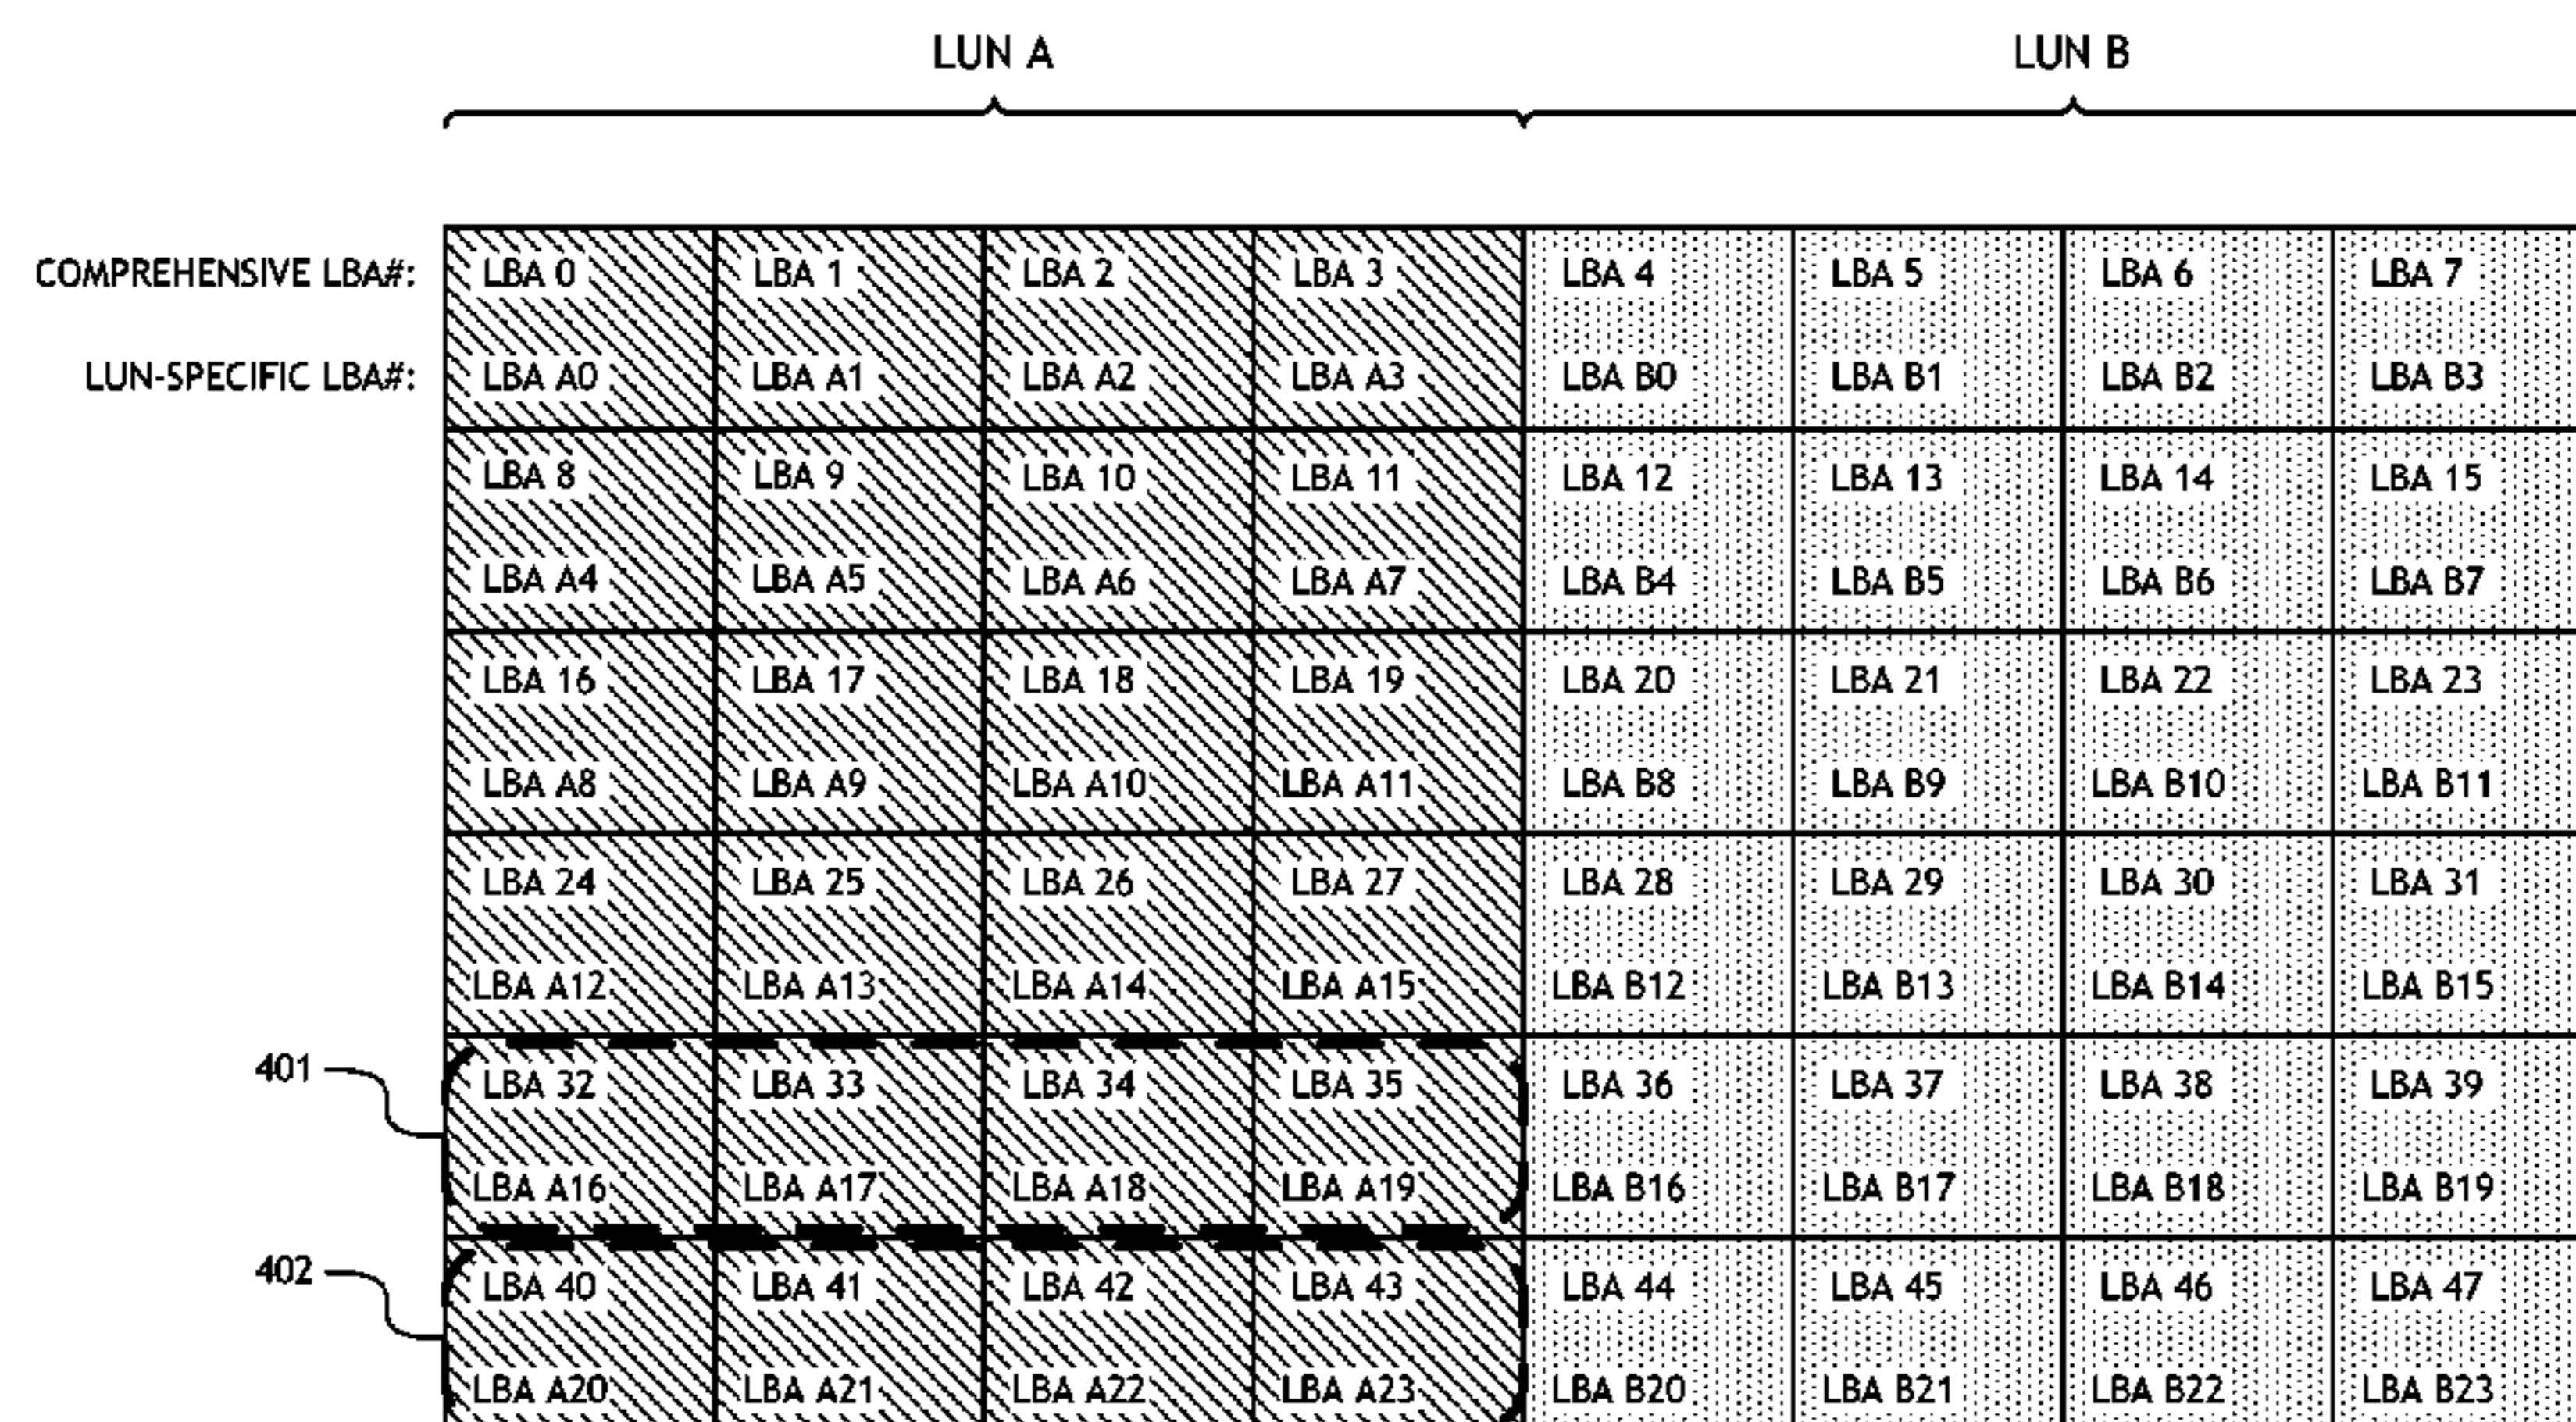 LUN A LUN B
COMPREHENSIVE LBA#: LBA 0 LBA 1 LBA 2 LBA 3 LBA 4 LBA 5 LBA 6 LBA 7
LUN-SPECIFIC LBA#: LBA A0 LBA A1 LBA A2 LBA A3 LBA B0 LBA B1 LBA B2 LBA B3
LBA 8 LBA 9 LBA 10 LBA 11 LBA 12 LBA 13 LBA 14 LBA 15
LBA A4 LBA A5 LBA A6 LBA A7 LBA B4 LBA B5 LBA B6 LBA B7
LBA 16 LBA 17 LBA 18 LBA 19 LBA 20 LBA 21 LBA 22 LBA 23
LBA A8 LBA A9 LBA A10 LBA A11 LBA B8 LBA B9 LBA B10 LBA B11
LBA 24 LBA 25 LBA 26 LBA 27 LBA 28 LBA 29 LBA 30 LBA 31
LBA A12 LBA A13 LBA A14 LBA A15 LBA B12 LBA B13 LBA B14 LBA B15
401 LBA 32 LBA 33 LBA 34 LBA 35 LBA 36 LBA 37 LBA 38 LBA 39
LBA A16 LBA A17 LBA A18 LBA A19 LBA B16 LBA B17 LBA B18 LBA B19
402 LBA 40 LBA 41 LBA 42 LBA 43 LBA 44 LBA 45 LBA 46 LBA 47
LBA A20 LBA A21 LBA A22 LBA A23 LBA B20 LBA B21 LBA B22 LBA B23